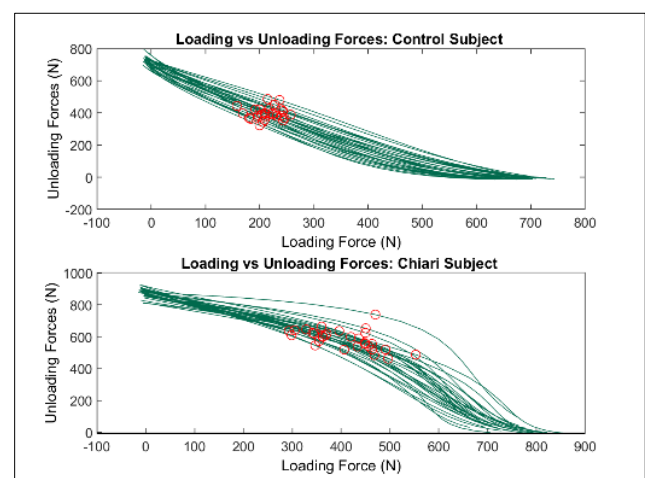 Loading vs Unloading Forces: Control Subject
800
600
400
200
0
-200
Unloading Forces (N)
-100 0 100 200 300 400 500 600 700 800
Loading Force (N)
Loading vs Unloading Forces: Chiari Subject
1000
800
600
400
200
0
Unloading Forces (N)
-100 0 100 200 300 400 500 600 700 800 900
Loading Force (N)